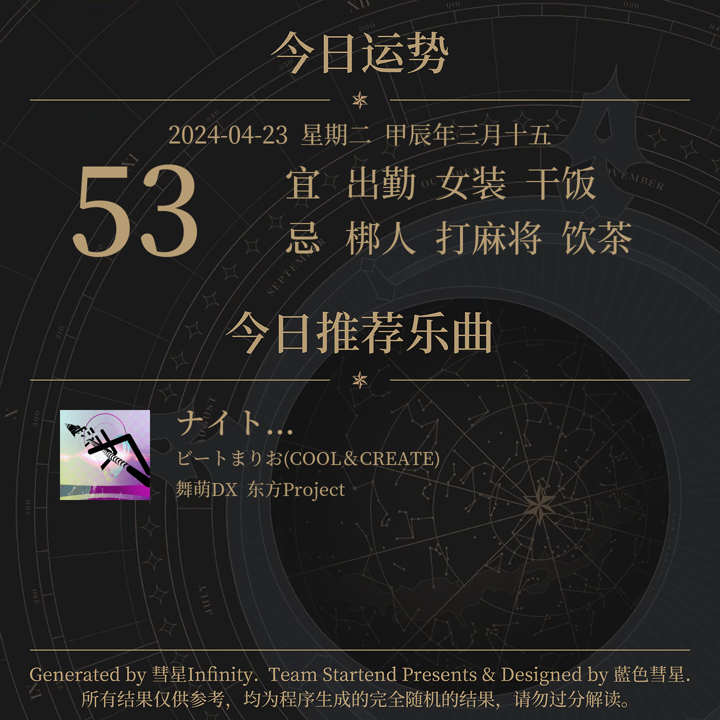 今日运势
2024-04-23 星期二 甲辰年三月十五
53
宜 出勤 女装 干饭
忌 梆人 打麻将 饮茶
今日推荐乐曲
ナイト...
ビートまりお(COOL&CREATE)
舞萌DX 东方Project
Generated by 彗星Infinity. Team Startend Presents & Designed by 藍色彗星.
所有结果仅供参考，均为程序生成的完全随机的结果，请勿过分解读。